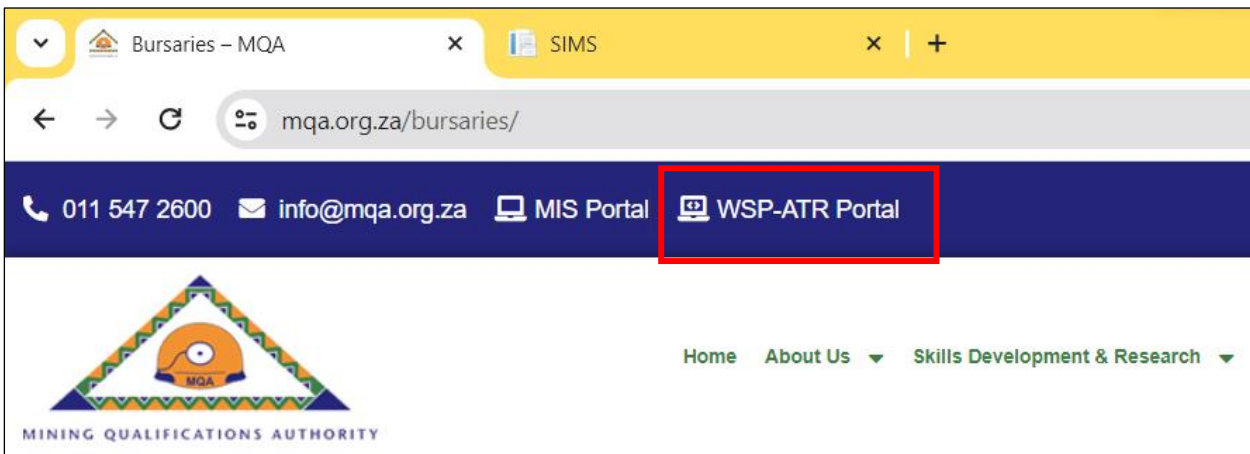 Bursaries – MQA
SIMS
mqa.org.za/bursaries/
011 547 2600 info@mqa.org.za MIS Portal WSP-ATR Portal
MQA
MINING QUALIFICATIONS AUTHORITY
Home About Us Skills Development & Research